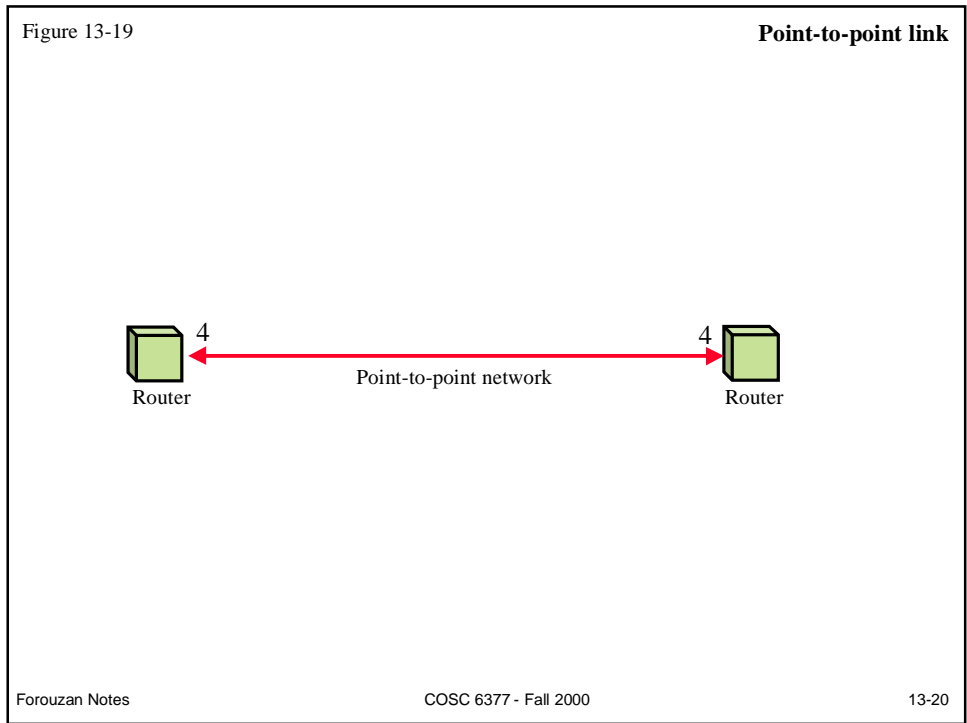 Figure 13-19
Point-to-point link
4
4
Point-to-point network
Router
Router
Forouzan Notes
COSC 6377 - Fall 2000
13-20